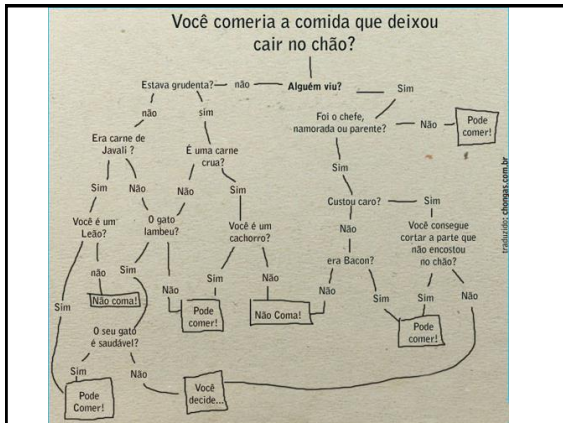 Você comeria a comida que deixou
cair no chão?
Estava grudenta?
não
Alguém viu?
Sim
não
sim
Foi o chefe,
namorada ou parente?
Não
Pode
comer!
Era carne de
Javali ?
É uma carne
crua?
Sim
Sim
Não
Não
Sim
Custou caro?
Sim
Você é um
Leão?
O gato
lambeu?
Você é um
cachorro?
Não
Você consegue
cortar a parte que
não encostou
no chão?
não
Sim
era Bacon?
Sim
Não
Não
Não
Sim
Sim
Não
Não coma!
Sim
Pode
comer!
Não Coma!
Pode
comer!
O seu gato
é saudável?
Sim
Não
Pode
Comer!
Você
decide...
traduzido: chongas.com.br